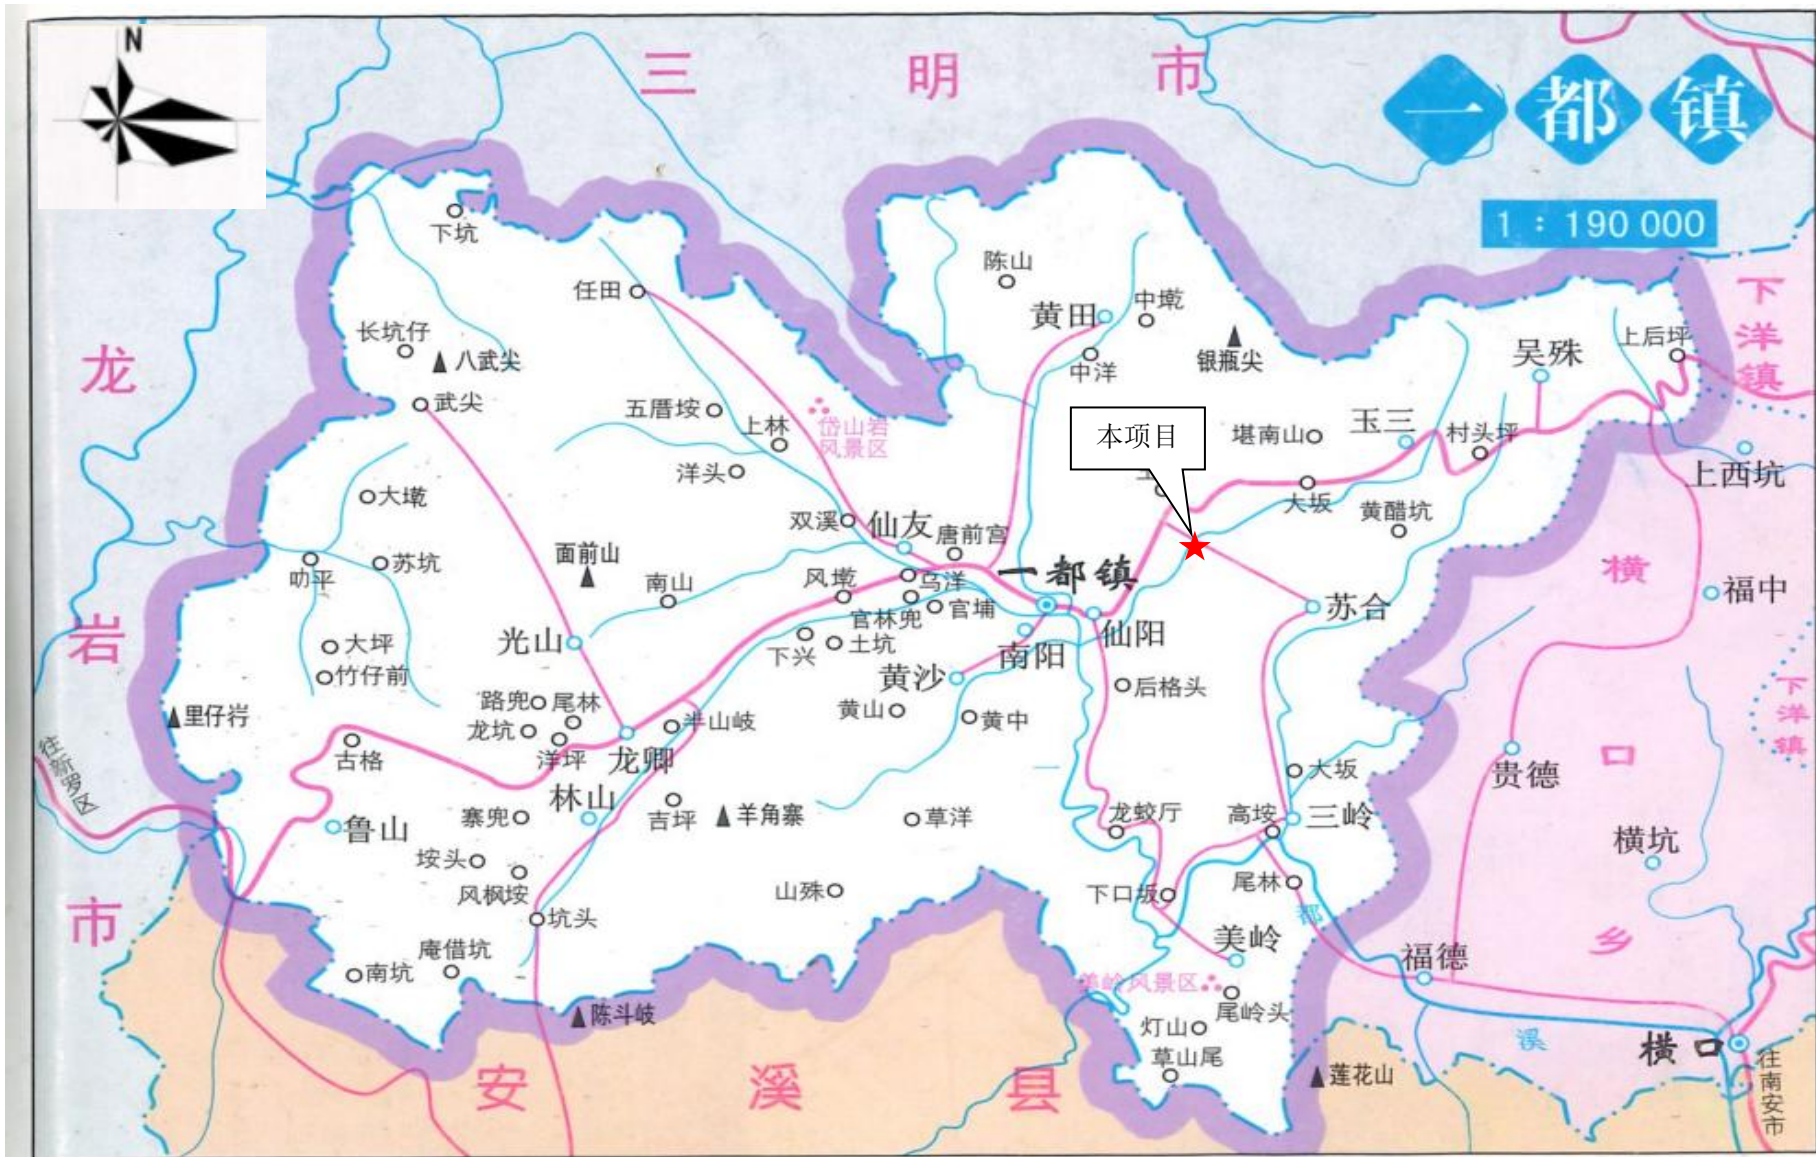 N
三明市
一都镇
1：190 000
下坑
陈山
任田
黄田
中墘
下洋镇
长坑仔
八武尖
中洋
银瓶尖
吴殊
上后坪
龙岩市
武尖
五厝垵
上林
岱山岩
风景区
本项目
堪南山
玉三
村头坪
洋头
上西坑
大墘
双溪
仙友
唐前宫
大坂
黄醋坑
面前山
横口乡
叻平
苏坑
南山
风墘
乌洋
一都镇
福中
官林兜
官埔
苏合
光山
大坪
下兴
土坑
南阳
仙阳
竹仔前
黄沙
后格头
下洋镇
里仔岩
路兜
尾林
半山岐
黄山
黄中
龙坑
往新罗区
古格
洋坪
龙卿
大坂
贵德
林山
鲁山
寨兜
吉坪
羊角寨
草洋
龙蛟厅
高垵
三岭
横坑
垵头
风枫垵
山殊
下口坂
尾林
坑头
都
美岭
福德
南坑
庵借坑
美岭风景区
尾岭头
陈斗岐
灯山
溪
横口
草山尾
安溪县
莲花山
往南安市